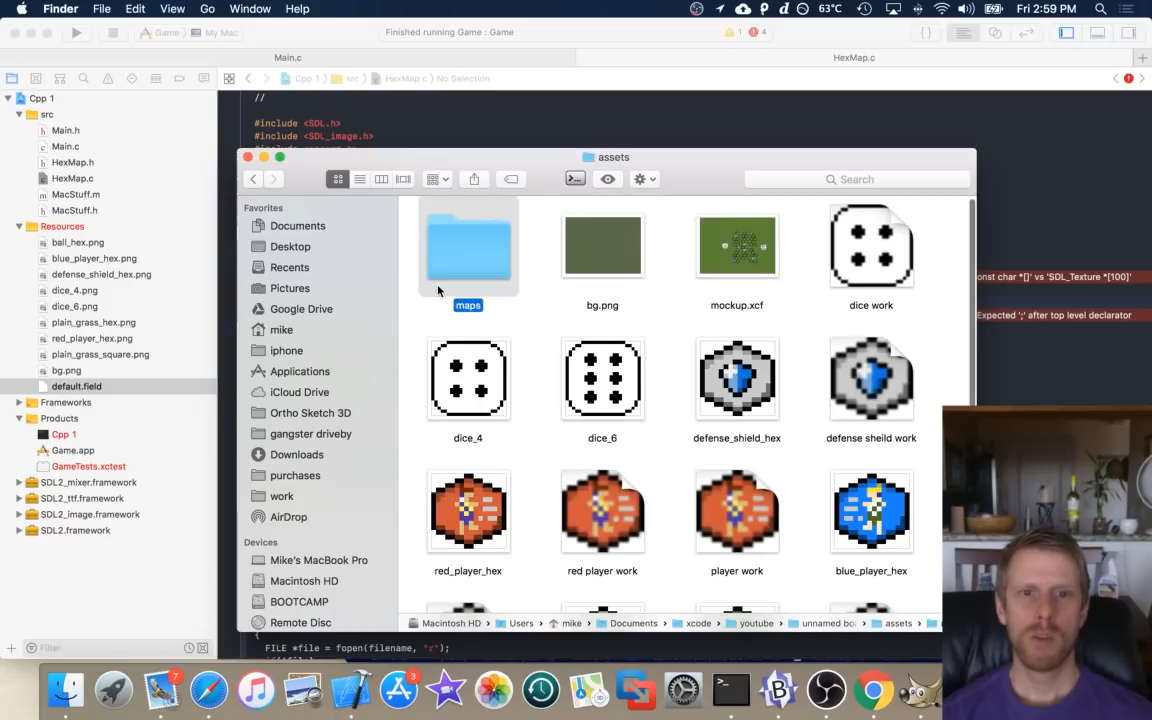 Finder File Edit View Go Window Help 63°C Fri 2:59 PM
Game My Mac Finished running Game : Game 1 4
Main.c HexMap.c
Cpp 1 src HexMap.c No Selection
Cpp 1
src
Main.h
Main.c
HexMap.h
HexMap.c
MacStuff.m
MacStuff.h
Resources
ball_hex.png
blue_player_hex.png
defense_shield_hex.png
dice_4.png
dice_6.png
plain_grass_hex.png
red_player_hex.png
plain_grass_square.png
bg.png
default.field
Frameworks
Products
Cpp 1
Game.app
GameTests.xctest
SDL2_mixer.framework
SDL2_ttf.framework
SDL2_image.framework
SDL2.framework
Filter
//
#include <SDL.h>
#include <SDL_image.h>
onst char *[]' vs 'SDL_Texture *[100]'
Expected ';' after top level declarator
{
FILE *file = fopen(filename, "r");
assets
Search
Favorites
Documents
Desktop
Recents
Pictures
Google Drive
mike
iphone
Applications
iCloud Drive
Ortho Sketch 3D
gangster driveby
Downloads
purchases
work
AirDrop
Devices
Mike's MacBook Pro
Macintosh HD
BOOTCAMP
Remote Disc
maps bg.png mockup.xcf dice work
dice_4 dice_6 defense_shield_hex defense sheild work
red_player_hex red player work player work blue_player_hex
Macintosh HD Users mike Documents xcode youtube unnamed boa assets
7 3